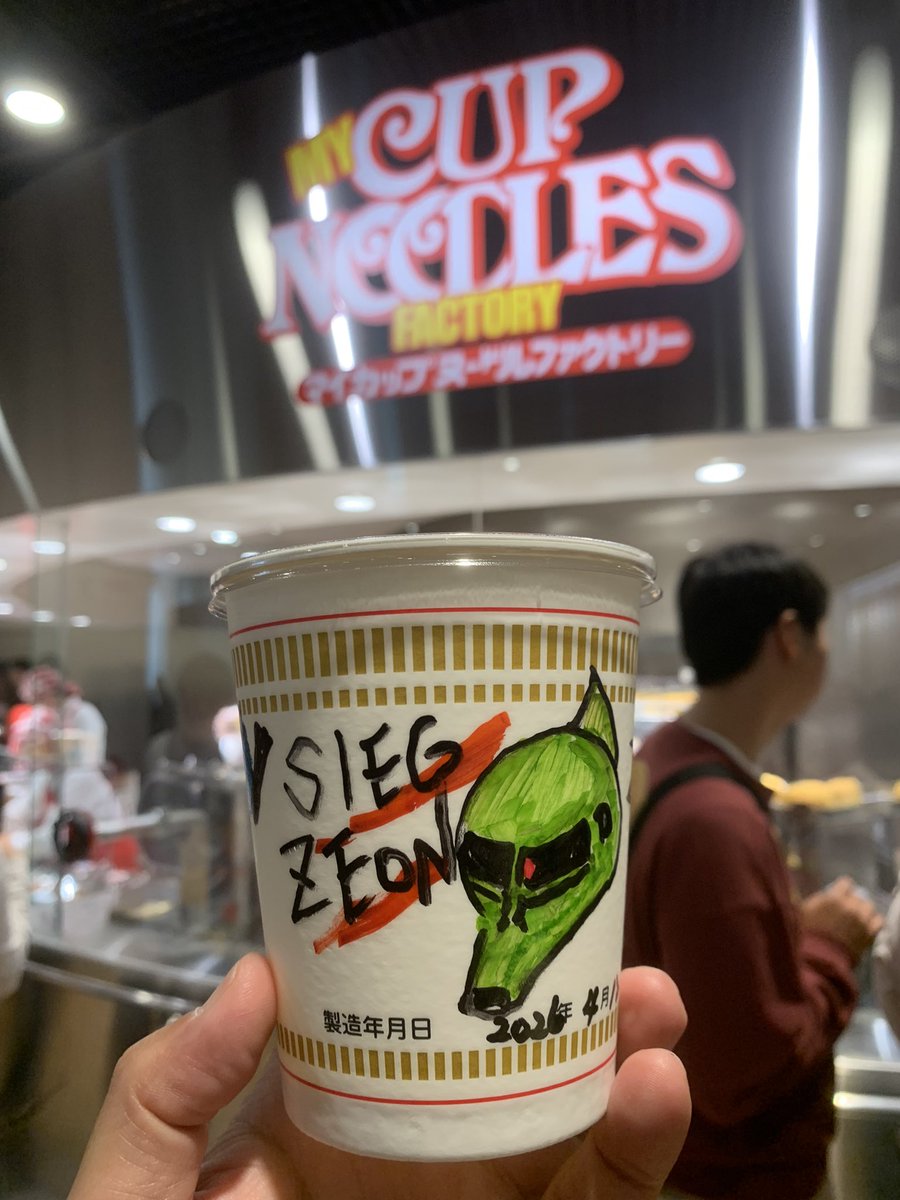 MY CUP
NOODLES
FACTORY
マイカップヌードルファクトリー
SIEG
ZEON
製造年月日
2026年 4月